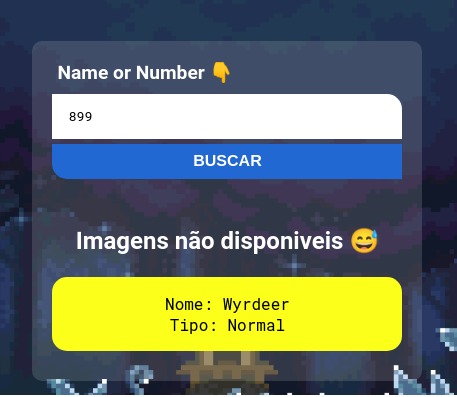 Name or Number 👇
899
BUSCAR
Imagens não disponiveis 😅
Nome: Wyrdeer
Tipo: Normal